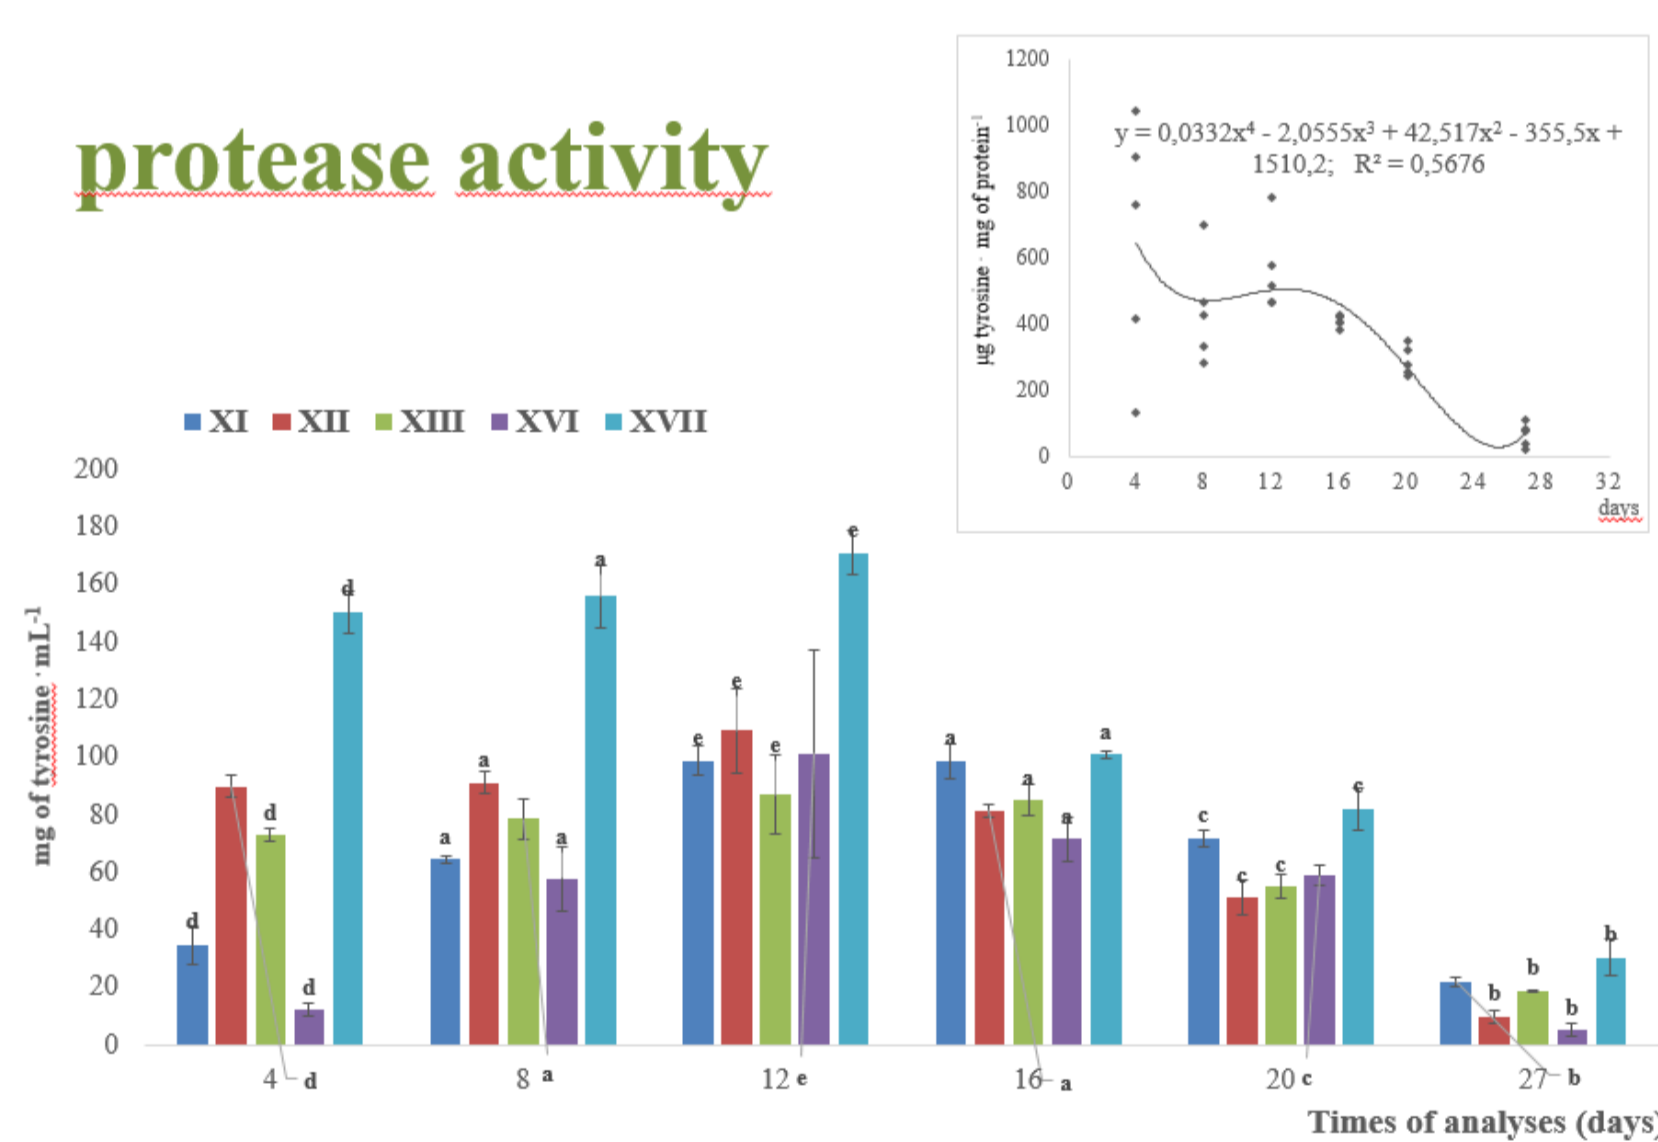 protease activity
1200
1000
800
600
400
200
0
µg tyrosine · mg of protein-1
y = 0,0332x⁴ - 2,0555x³ + 42,517x² - 355,5x +
1510,2; R² = 0,5676
0 4 8 12 16 20 24 28 32
days
XI XII XIII XVI XVII
200
180
160
140
120
100
80
60
40
20
0
mg of tyrosine · mL-1
d d d d
a a a a
e e e e
a a a a
c c c c
b b b b
4 d 8 a 12 e 16 a 20 c 27 b
Times of analyses (days)